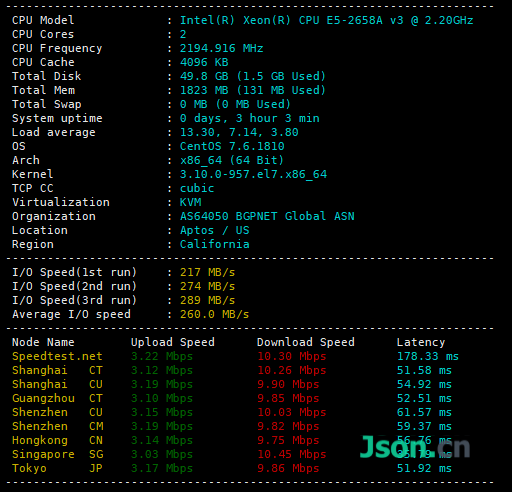 CPU Model : Intel(R) Xeon(R) CPU E5-2658A v3 @ 2.20GHz
CPU Cores : 2
CPU Frequency : 2194.916 MHz
CPU Cache : 4096 KB
Total Disk : 49.8 GB (1.5 GB Used)
Total Mem : 1823 MB (131 MB Used)
Total Swap : 0 MB (0 MB Used)
System uptime : 0 days, 3 hour 3 min
Load average : 13.30, 7.14, 3.80
OS : CentOS 7.6.1810
Arch : x86_64 (64 Bit)
Kernel : 3.10.0-957.el7.x86_64
TCP CC : cubic
Virtualization : KVM
Organization : AS64050 BGPNET Global ASN
Location : Aptos / US
Region : California
I/O Speed(1st run) : 217 MB/s
I/O Speed(2nd run) : 274 MB/s
I/O Speed(3rd run) : 289 MB/s
Average I/O speed : 260.0 MB/s
Node Name Upload Speed Download Speed Latency
Speedtest.net 3.22 Mbps 10.30 Mbps 178.33 ms
Shanghai CT 3.12 Mbps 10.26 Mbps 51.58 ms
Shanghai CU 3.19 Mbps 9.90 Mbps 54.92 ms
Guangzhou CT 3.10 Mbps 9.85 Mbps 52.51 ms
Shenzhen CU 3.15 Mbps 10.03 Mbps 61.57 ms
Shenzhen CM 3.19 Mbps 9.82 Mbps 59.37 ms
Hongkong CN 3.14 Mbps 9.75 Mbps ms
Singapore SG 3.03 Mbps 10.45 Mbps ms
Tokyo JP 3.17 Mbps 9.86 Mbps 51.92 ms
Json.cn